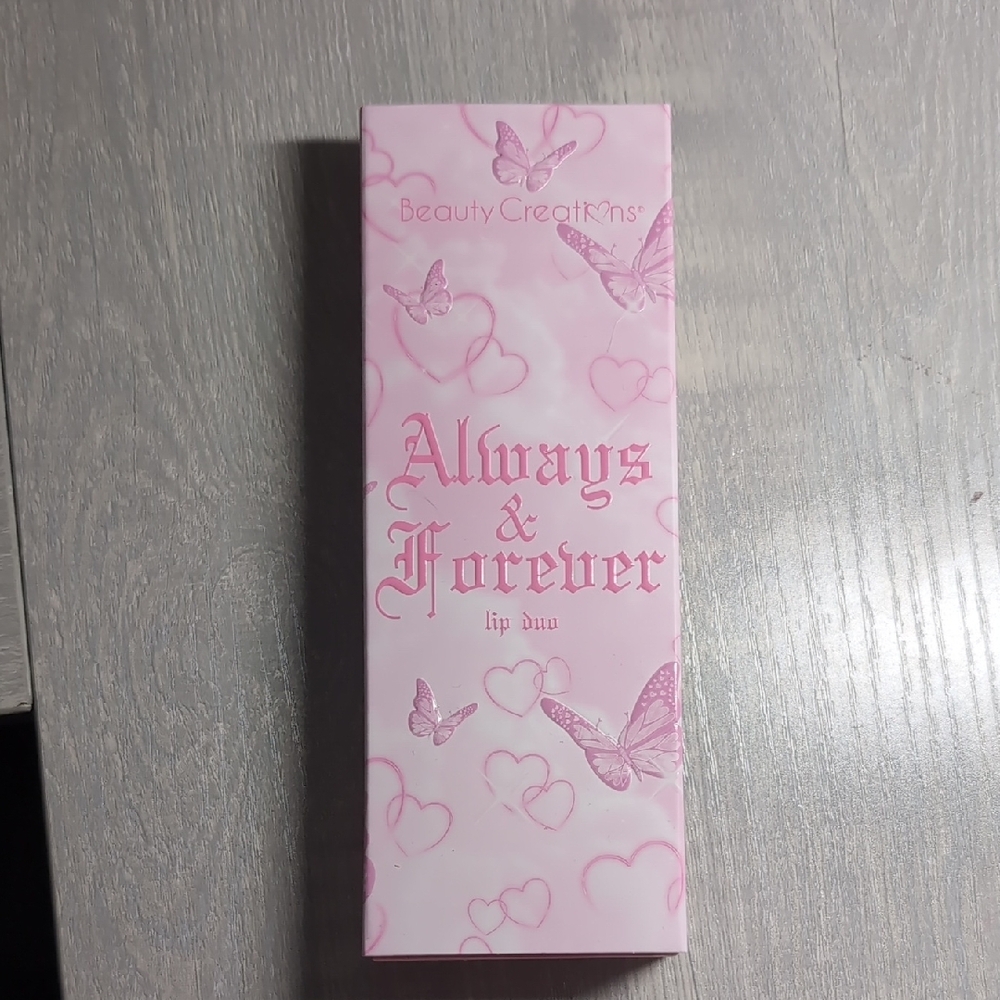 Beauty Creations®
Always
&
Forever
lip duo